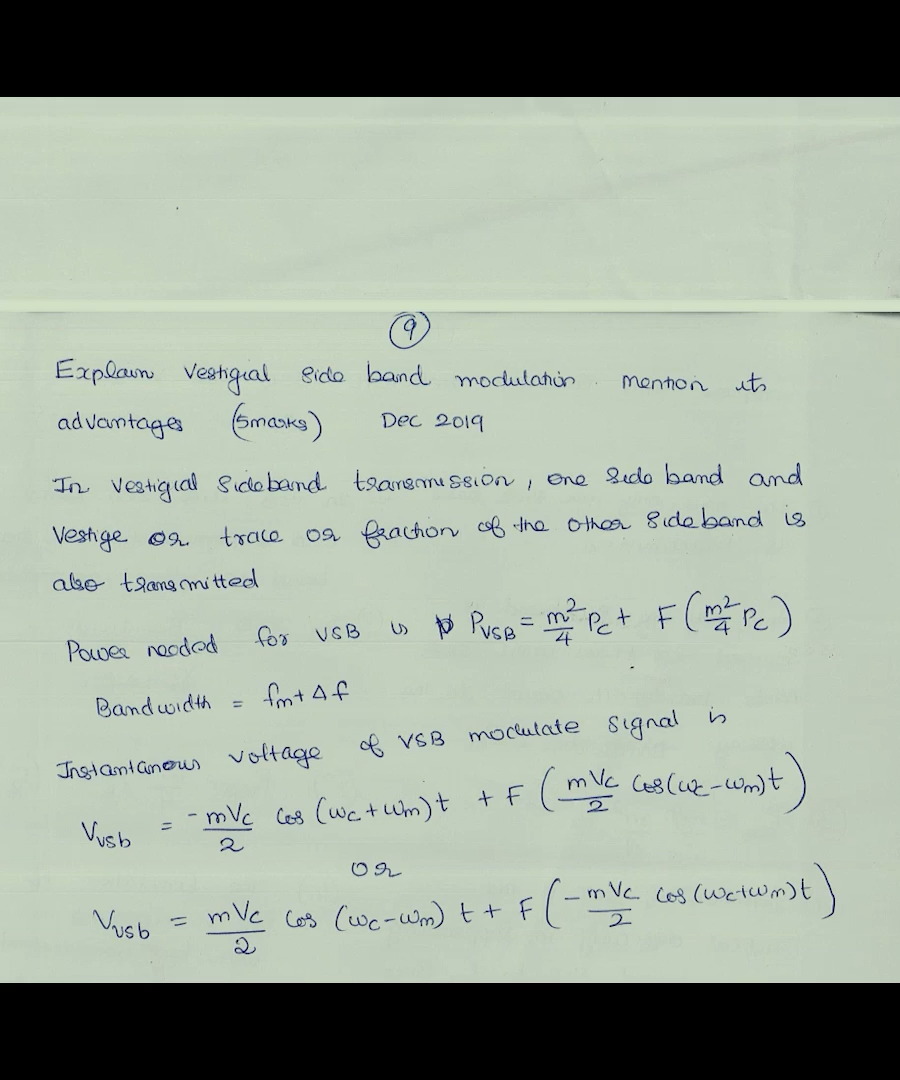 9
Explain Vestigial side band modulation. mention its
advantages (5marks) Dec 2019
In Vestigial Sideband transmission, one side band and
Vestige or trace or fraction of the other sideband is
also transmitted
Power needed for VSB is P_VSB = m²/4 Pc + F (m²/4 Pc)
Bandwidth = fm + Δf
Instantanous voltage of VSB modulate signal is
Vvsb = -mVc/2 Cos (ωc + ωm)t + F (mVc/2 Cos(ωc - ωm)t)
or
Vvsb = mVc/2 Cos (ωc - ωm) t + F (-mVc/2 Cos (ωc+ωm)t)